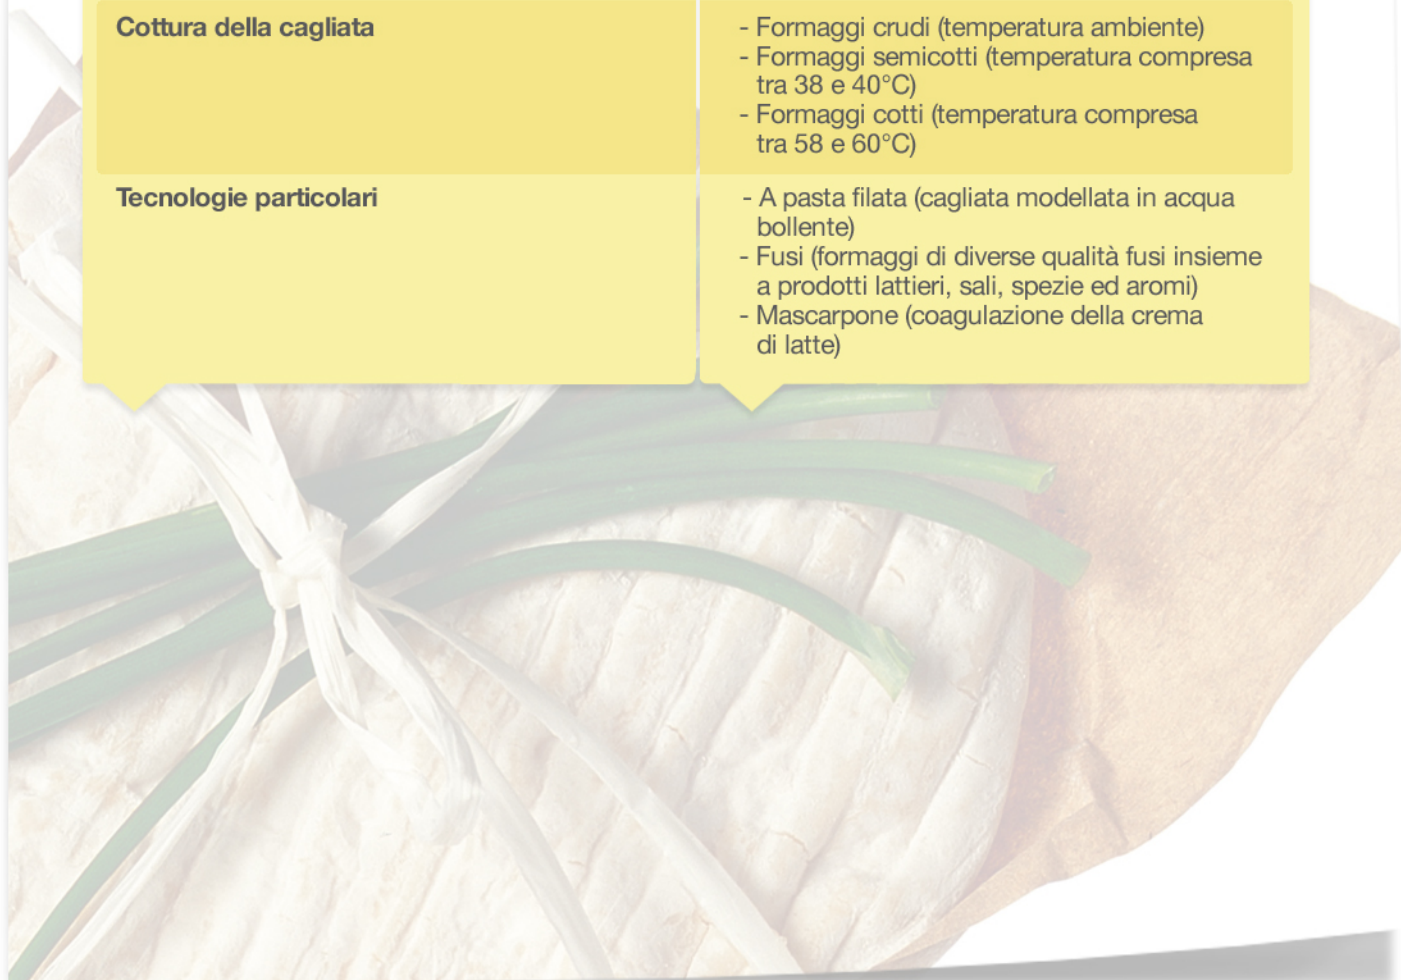 Cottura della cagliata
- Formaggi crudi (temperatura ambiente)
- Formaggi semicotti (temperatura compresa
tra 38 e 40°C)
- Formaggi cotti (temperatura compresa
tra 58 e 60°C)
Tecnologie particolari
- A pasta filata (cagliata modellata in acqua
bollente)
- Fusi (formaggi di diverse qualità fusi insieme
a prodotti lattieri, sali, spezie ed aromi)
- Mascarpone (coagulazione della crema
di latte)